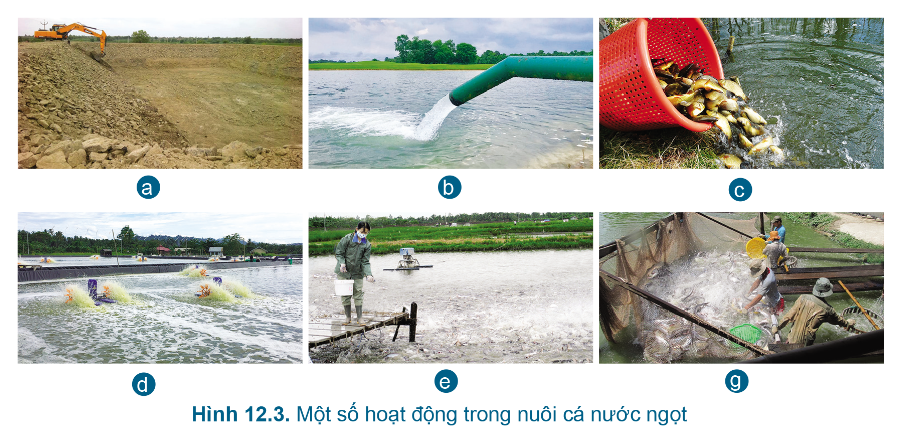 a
b
c
d
e
g
Hình 12.3. Một số hoạt động trong nuôi cá nước ngọt